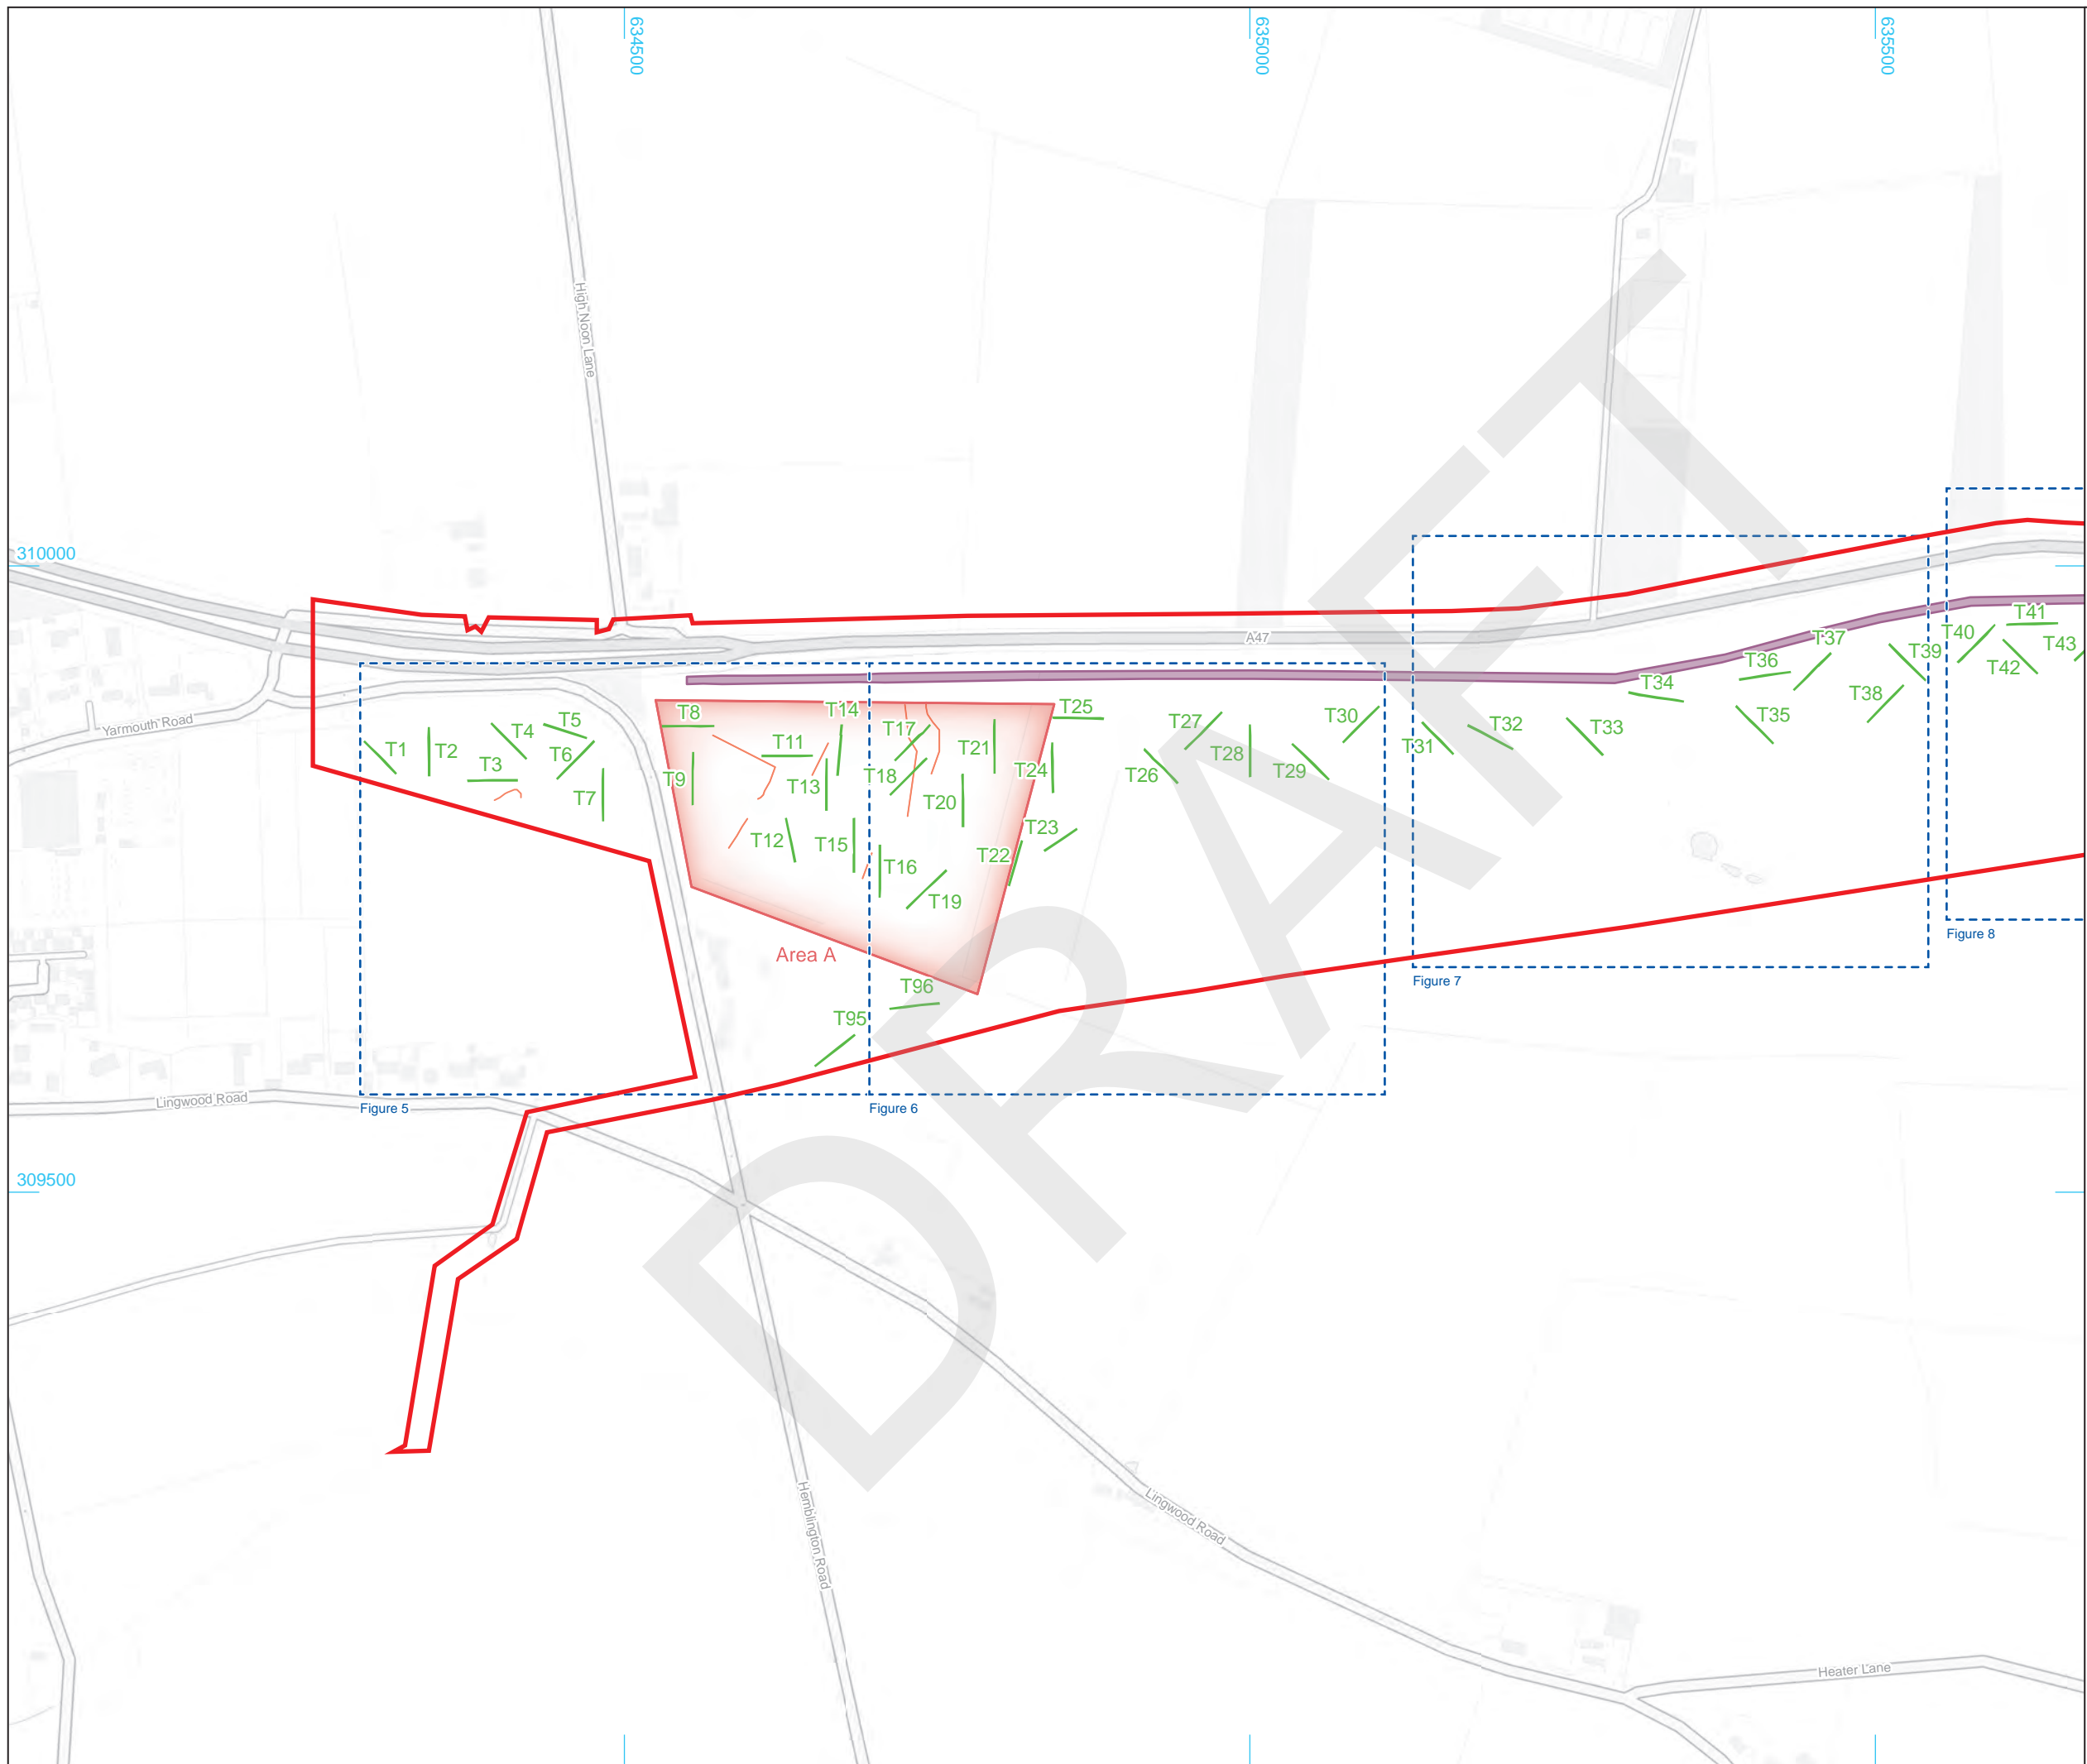 634500
635000
635500
High Noon Lane
310000
A47
Yarmouth Road
T1
T2
T3
T4
T5
T6
T7
T8
T9
T11
T12
T13
T14
T15
T16
T17
T18
T19
T20
T21
T22
T23
T24
T25
T26
T27
T28
T29
T30
T31
T32
T33
T34
T35
T36
T37
T38
T39
T40
T41
T42
T43
Area A
T95
T96
Figure 8
Figure 7
Figure 5
Figure 6
Lingwood Road
309500
Hemblington Road
Lingwood Road
Heater Lane
DRAFT